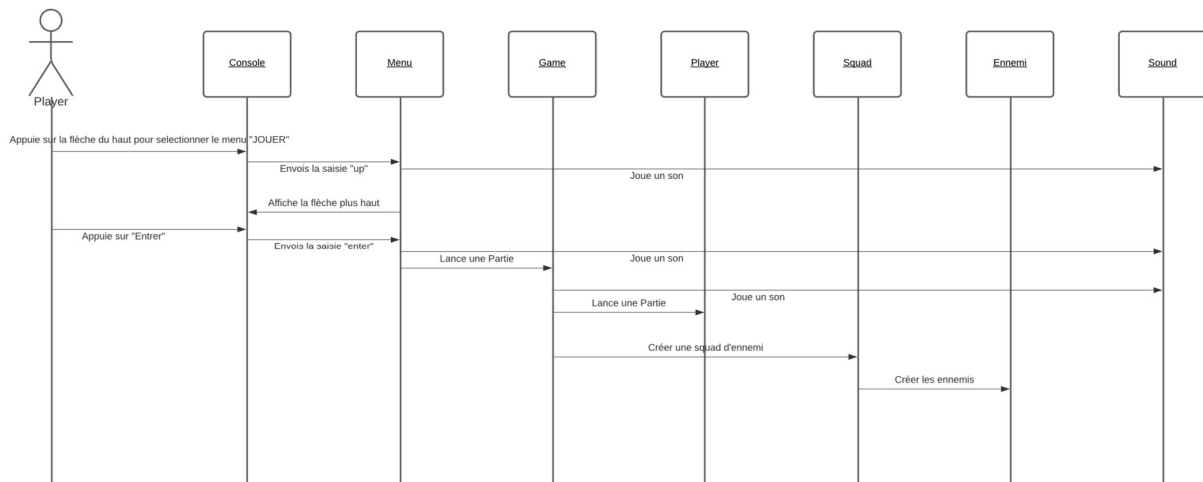 Player
Console
Menu
Game
Player
Squad
Ennemi
Sound
Appuie sur la flèche du haut pour selectionner le menu "JOUER"
Envois la saisie "up"
Joue un son
Affiche la flèche plus haut
Appuie sur "Entrer"
Envois la saisie "enter"
Joue un son
Lance une Partie
Joue un son
Lance une Partie
Créer une squad d'ennemi
Créer les ennemis